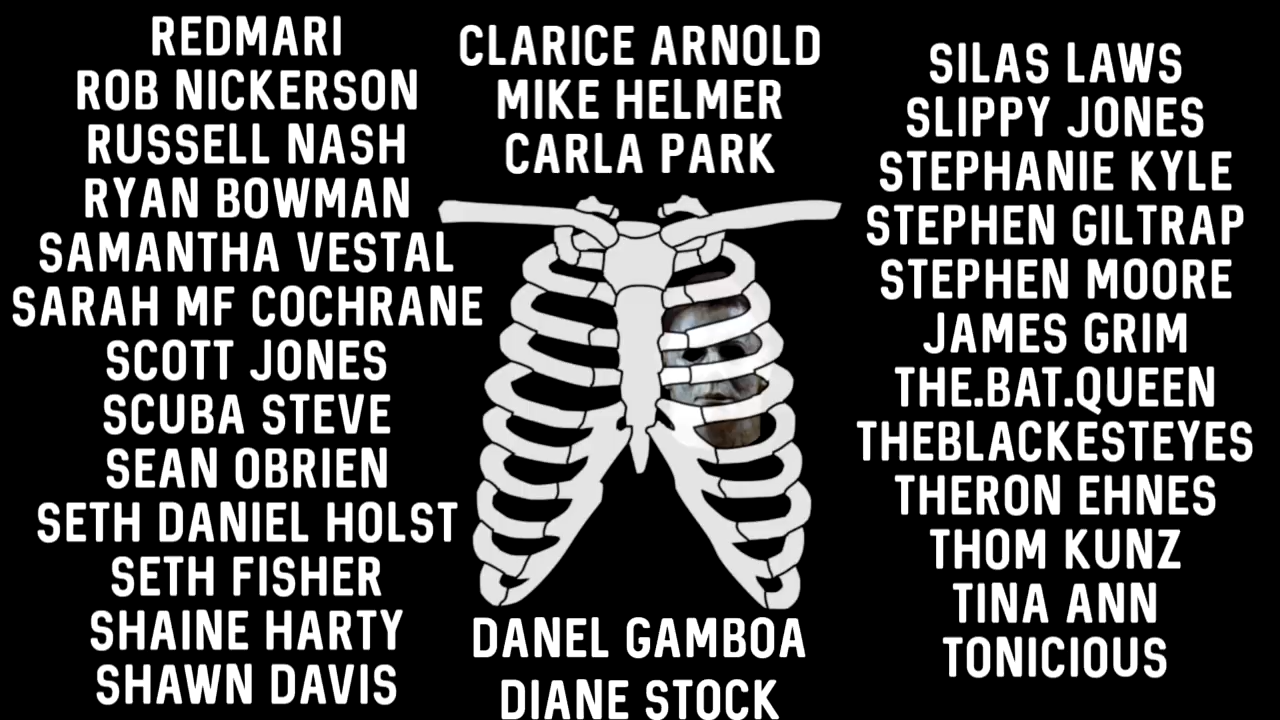 REDMARI
ROB NICKERSON
RUSSELL NASH
RYAN BOWMAN
SAMANTHA VESTAL
SARAH MF COCHRANE
SCOTT JONES
SCUBA STEVE
SEAN OBRIEN
SETH DANIEL HOLST
SETH FISHER
SHAINE HARTY
SHAWN DAVIS
CLARICE ARNOLD
MIKE HELMER
CARLA PARK
DANEL GAMBOA
DIANE STOCK
SILAS LAWS
SLIPPY JONES
STEPHANIE KYLE
STEPHEN GILTRAP
STEPHEN MOORE
JAMES GRIM
THE.BAT.QUEEN
THEBLACKESTEYES
THERON EHNES
THOM KUNZ
TINA ANN
TONICIOUS